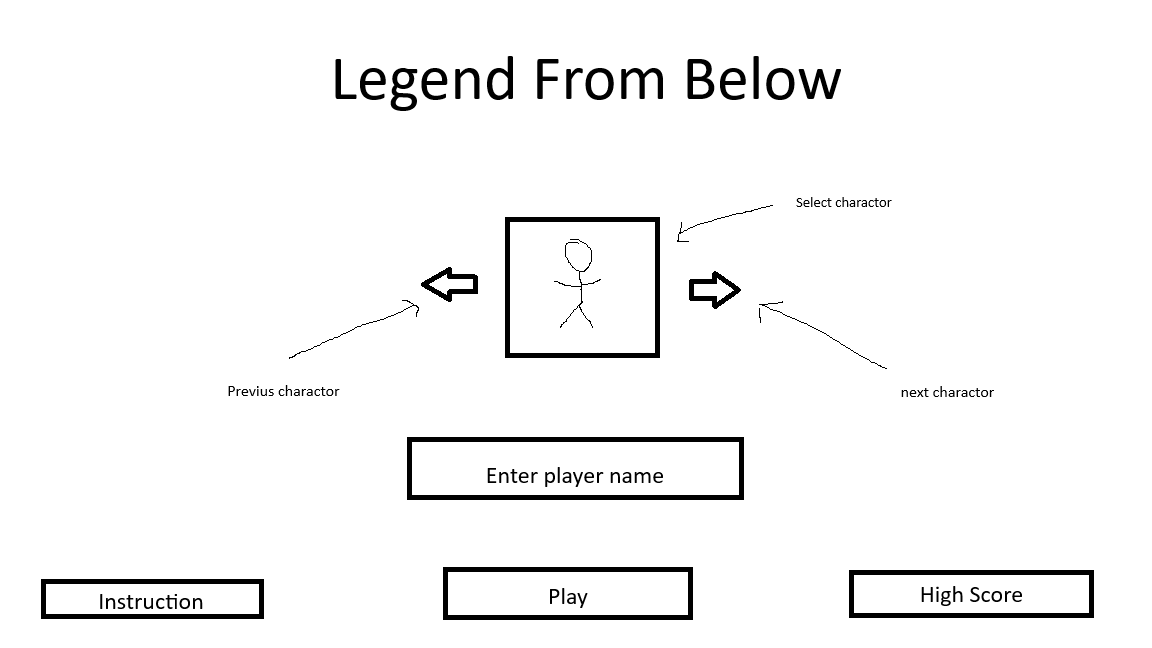 Legend From Below
Select charactor
Previus charactor
next charactor
Enter player name
Instruction
Play
High Score